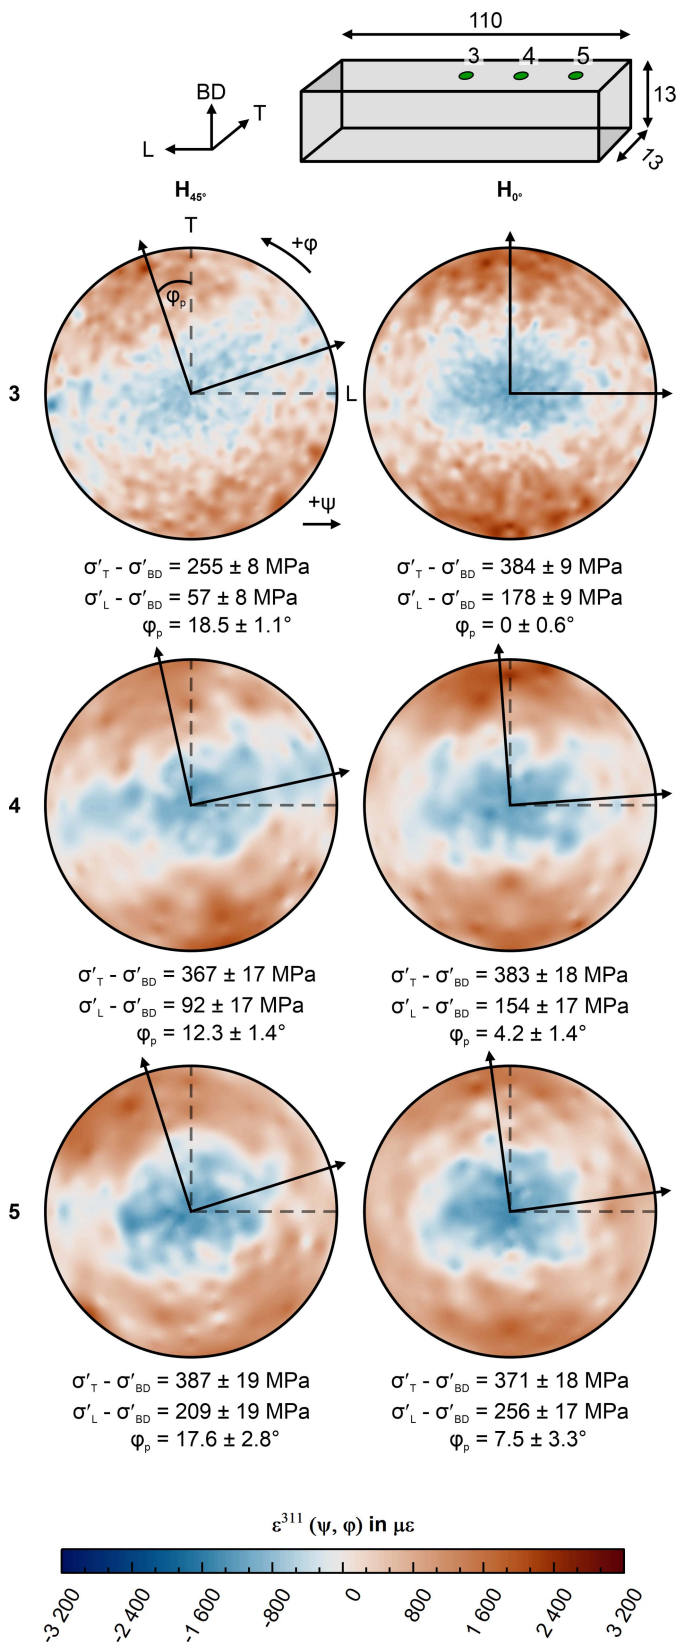 110
3 4 5
BD
T
L
13
13
H45° H0°
T
+φ
φp
3
L
+ψ
σ′T - σ′BD = 255 ± 8 MPa
σ′L - σ′BD = 57 ± 8 MPa
φp = 18.5 ± 1.1°
σ′T - σ′BD = 384 ± 9 MPa
σ′L - σ′BD = 178 ± 9 MPa
φp = 0 ± 0.6°
4
σ′T - σ′BD = 367 ± 17 MPa
σ′L - σ′BD = 92 ± 17 MPa
φp = 12.3 ± 1.4°
σ′T - σ′BD = 383 ± 18 MPa
σ′L - σ′BD = 154 ± 17 MPa
φp = 4.2 ± 1.4°
5
σ′T - σ′BD = 387 ± 19 MPa
σ′L - σ′BD = 209 ± 19 MPa
φp = 17.6 ± 2.8°
σ′T - σ′BD = 371 ± 18 MPa
σ′L - σ′BD = 256 ± 17 MPa
φp = 7.5 ± 3.3°
ε³¹¹ (ψ, φ) in με
-3 200 -2 400 -1 600 -800 0 800 1 600 2 400 3 200